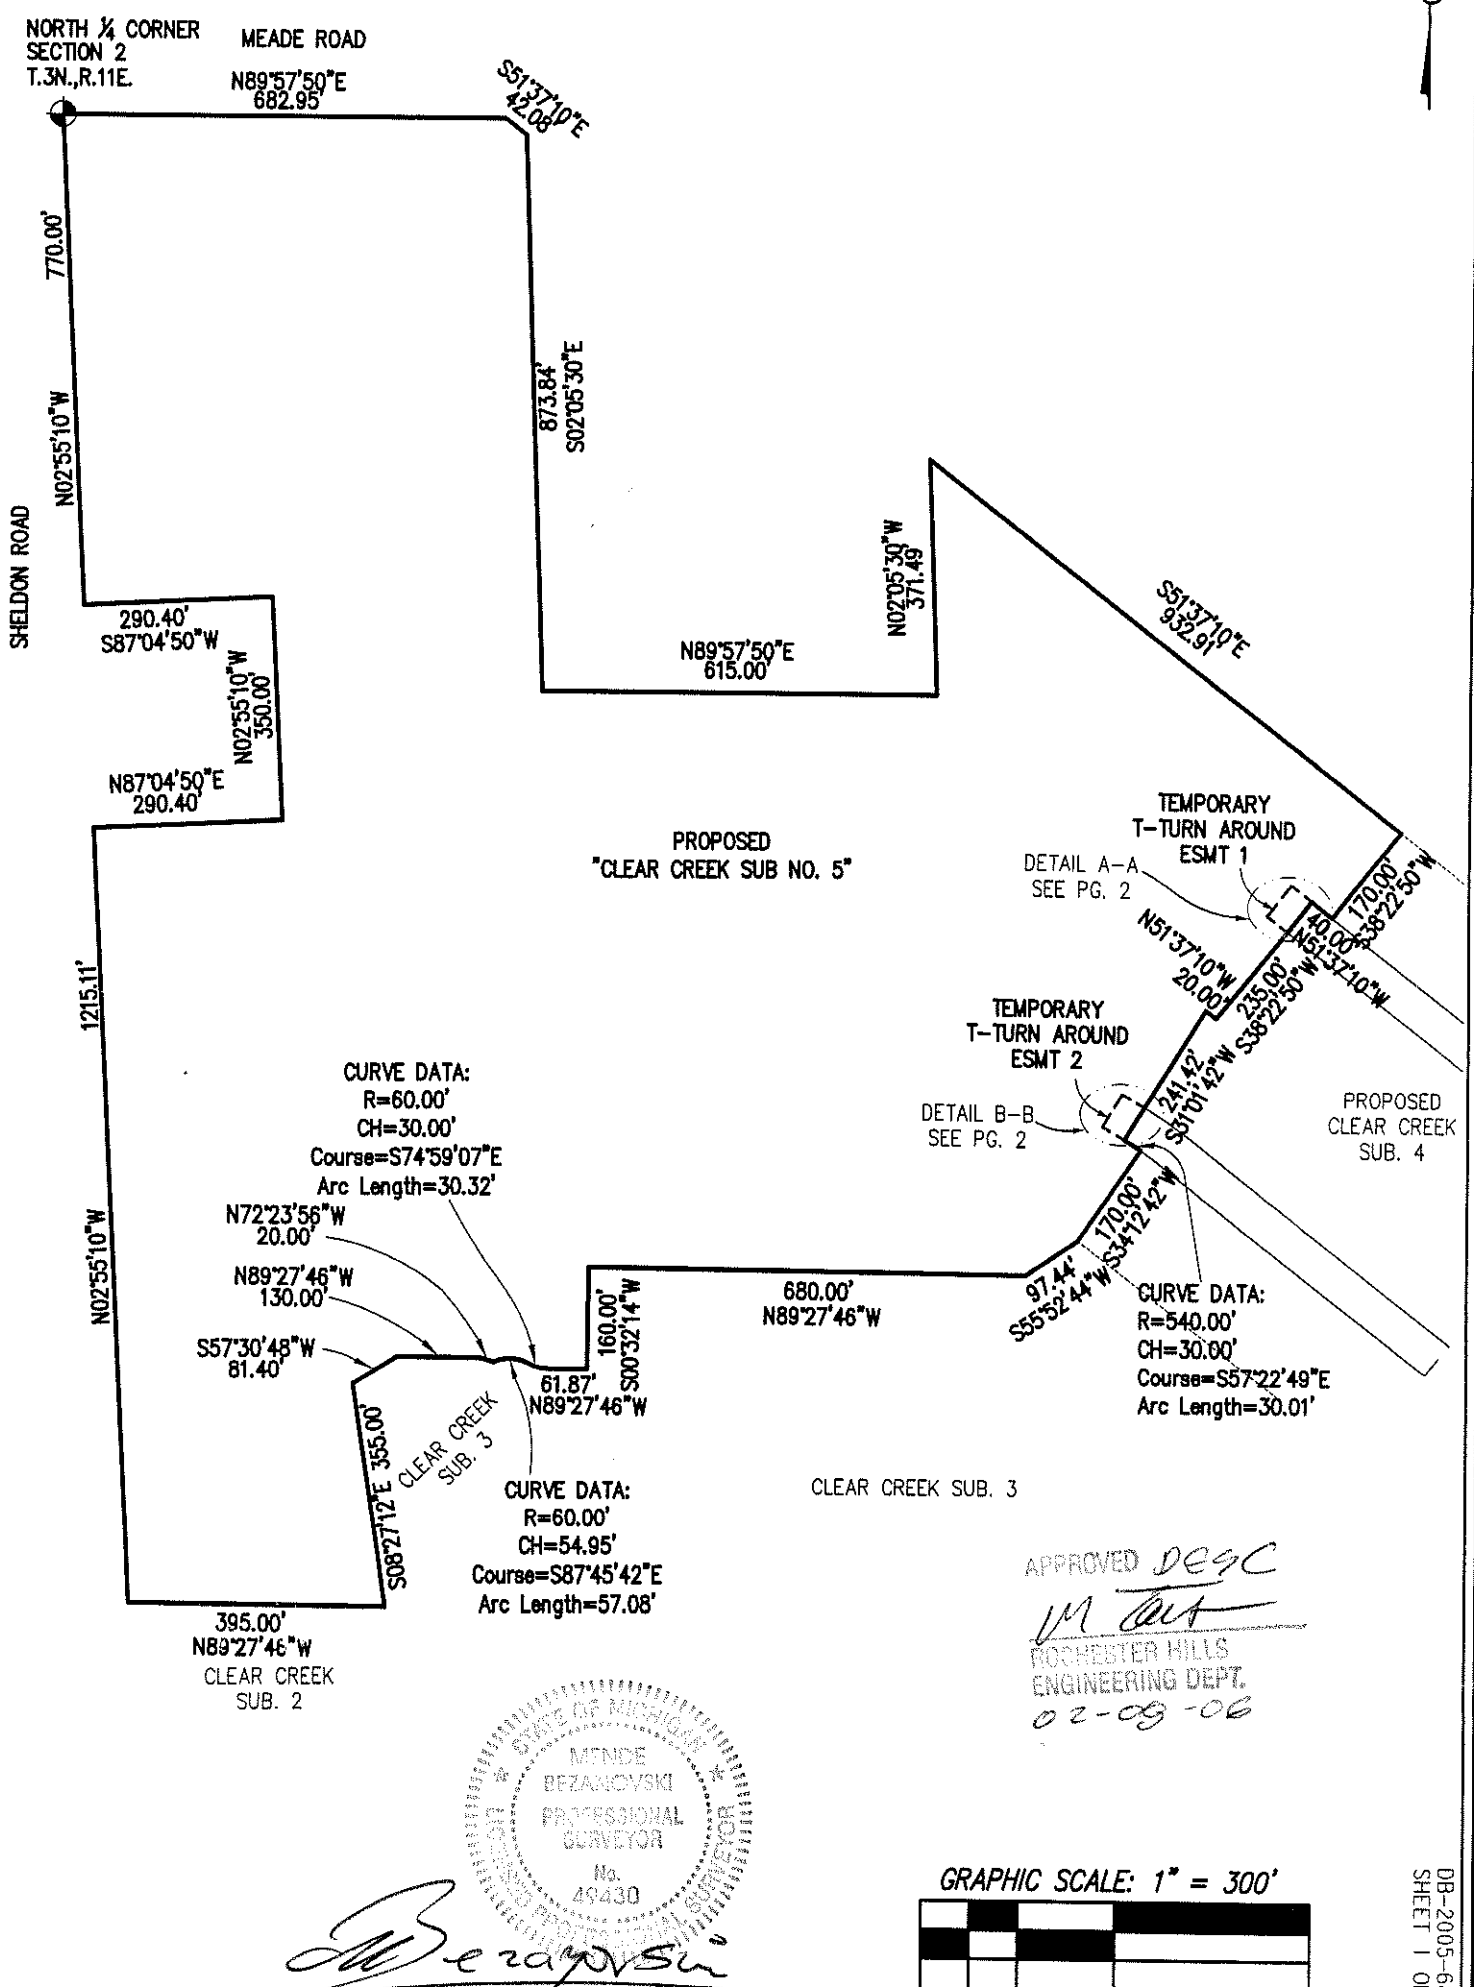 NORTH ¼ CORNER
SECTION 2
T.3N.,R.11E.
MEADE ROAD
N89°57'50"E
682.95'
S51°37'10"E
42.08'
770.00'
N02°55'10"W
SHELDON ROAD
873.84'
S02°05'30"E
290.40'
S87°04'50"W
N02°55'10"W
350.00'
N87°04'50"E
290.40'
N89°57'50"E
615.00'
N02°05'30"W
371.49
S51°37'10"E
932.91'
PROPOSED
"CLEAR CREEK SUB NO. 5"
TEMPORARY
T-TURN AROUND
ESMT 1
DETAIL A-A
SEE PG. 2
170.00'
S38°22'50"W
40.00'
N51°37'10"W
N51°37'10"W
20.00'
235.00'
S38°22'50"W
TEMPORARY
T-TURN AROUND
ESMT 2
DETAIL B-B
SEE PG. 2
241.42'
S31°01'42"W
PROPOSED
CLEAR CREEK
SUB. 4
1215.11'
N02°55'10"W
CURVE DATA:
R=60.00'
CH=30.00'
Course=S74°59'07"E
Arc Length=30.32'
N72°23'56"W
20.00'
N89°27'46"W
130.00'
S57°30'48"W
81.40'
170.00'
S34°12'42"W
97.44'
S55°52'44"W
680.00'
N89°27'46"W
160.00'
S00°32'14"W
61.87'
N89°27'46"W
CURVE DATA:
R=540.00'
CH=30.00'
Course=S57°22'49"E
Arc Length=30.01'
S08°27'12"E 355.00'
CLEAR CREEK
SUB. 3
CURVE DATA:
R=60.00'
CH=54.95'
Course=S87°45'42"E
Arc Length=57.08'
CLEAR CREEK SUB. 3
395.00'
N89°27'46"W
CLEAR CREEK
SUB. 2
APPROVED
ROCHESTER HILLS
ENGINEERING DEPT.
02-09-06
STATE OF MICHIGAN
MENCE
BEZANOVSKI
PROFESSIONAL
SURVEYOR
No.
49430
LICENSED PROFESSIONAL SURVEYOR
GRAPHIC SCALE: 1" = 300'
DB-2005-6
SHEET 1